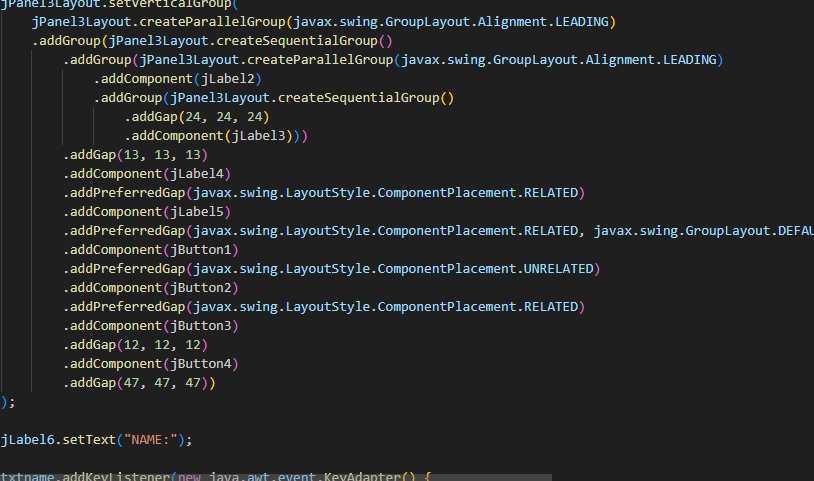 jPanel3Layout.setVerticalGroup(
jPanel3Layout.createParallelGroup(javax.swing.GroupLayout.Alignment.LEADING)
.addGroup(jPanel3Layout.createSequentialGroup()
.addGroup(jPanel3Layout.createParallelGroup(javax.swing.GroupLayout.Alignment.LEADING)
.addComponent(jLabel2)
.addGroup(jPanel3Layout.createSequentialGroup()
.addGap(24, 24, 24)
.addComponent(jLabel3)))
.addGap(13, 13, 13)
.addComponent(jLabel4)
.addPreferredGap(javax.swing.LayoutStyle.ComponentPlacement.RELATED)
.addComponent(jLabel5)
.addPreferredGap(javax.swing.LayoutStyle.ComponentPlacement.RELATED, javax.swing.GroupLayout.DEFAU
.addComponent(jButton1)
.addPreferredGap(javax.swing.LayoutStyle.ComponentPlacement.UNRELATED)
.addComponent(jButton2)
.addPreferredGap(javax.swing.LayoutStyle.ComponentPlacement.RELATED)
.addComponent(jButton3)
.addGap(12, 12, 12)
.addComponent(jButton4)
.addGap(47, 47, 47))
);
jLabel6.setText("NAME:");
txtname.addKeyListener(new java.awt.event.KeyAdapter() {